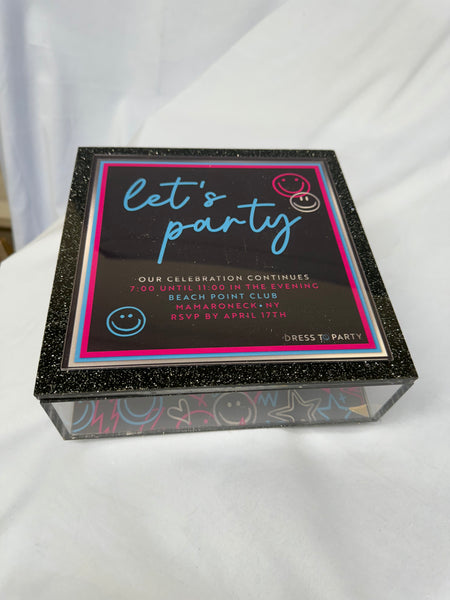 let's
party
OUR CELEBRATION CONTINUES
7:00 UNTIL 11:00 IN THE EVENING
BEACH POINT CLUB
MAMARONECK•NY
RSVP BY APRIL 17TH
DRESS TO PARTY